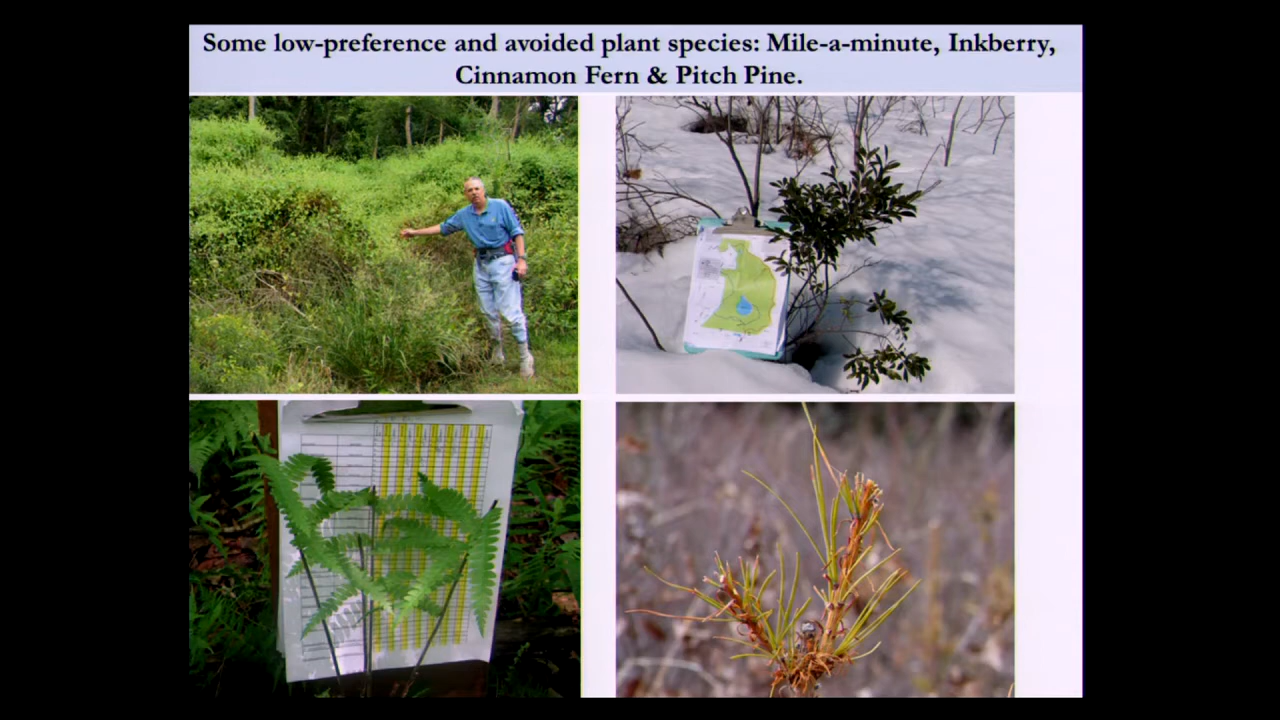 Some low-preference and avoided plant species: Mile-a-minute, Inkberry,
Cinnamon Fern & Pitch Pine.